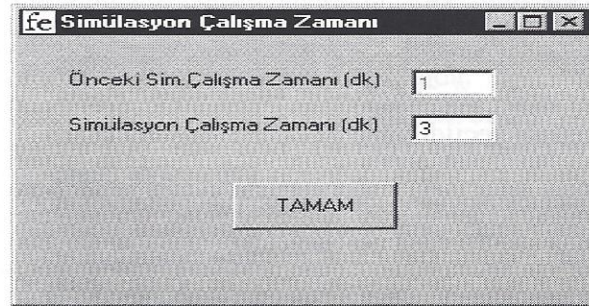 fe Simülasyon Çalışma Zamanı
Önceki Sim.Çalışma Zamanı (dk) 1
Simülasyon Çalışma Zamanı (dk) 3
TAMAM